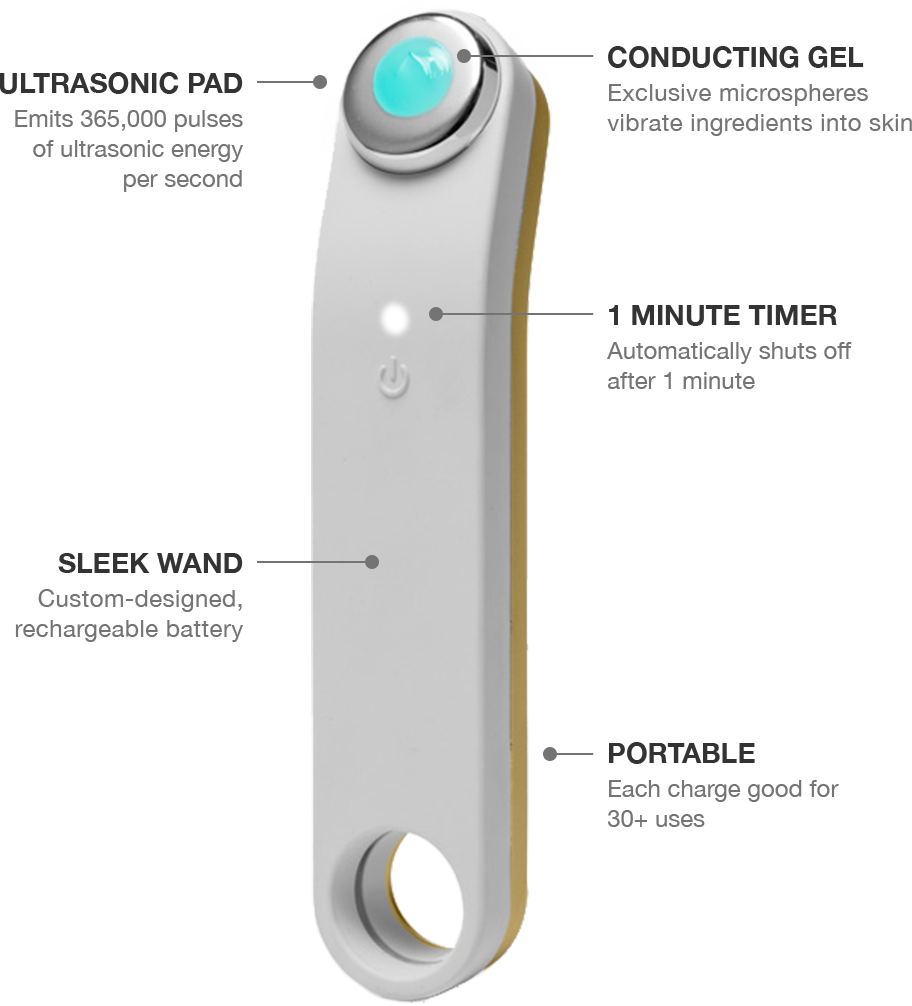 ULTRASONIC PAD
Emits 365,000 pulses
of ultrasonic energy
per second
CONDUCTING GEL
Exclusive microspheres
vibrate ingredients into skin
1 MINUTE TIMER
Automatically shuts off
after 1 minute
SLEEK WAND
Custom-designed,
rechargeable battery
PORTABLE
Each charge good for
30+ uses